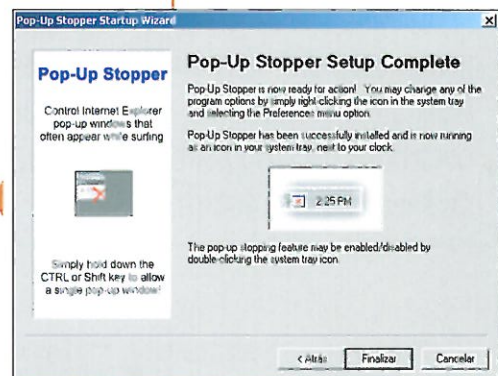 Pop-Up Stopper Startup Wizard
Pop-Up Stopper
Control Internet Explorer
pop-up windows that
often appear while surfing
Simply hold down the
CTRL or Shift key to allow
a single pop-up window!
Pop-Up Stopper Setup Complete
Pop-Up Stopper is now ready for action! You may change any of the
program options by simply right-clicking the icon in the system tray
and selecting the Preferences menu option.
Pop-Up Stopper has been successfully installed and is now running
as an icon in your system tray, next to your clock.
2:25 PM
The pop-up stopping feature may be enabled/disabled by
double-clicking the system tray icon.
< Atrás
Finalizar
Cancelar